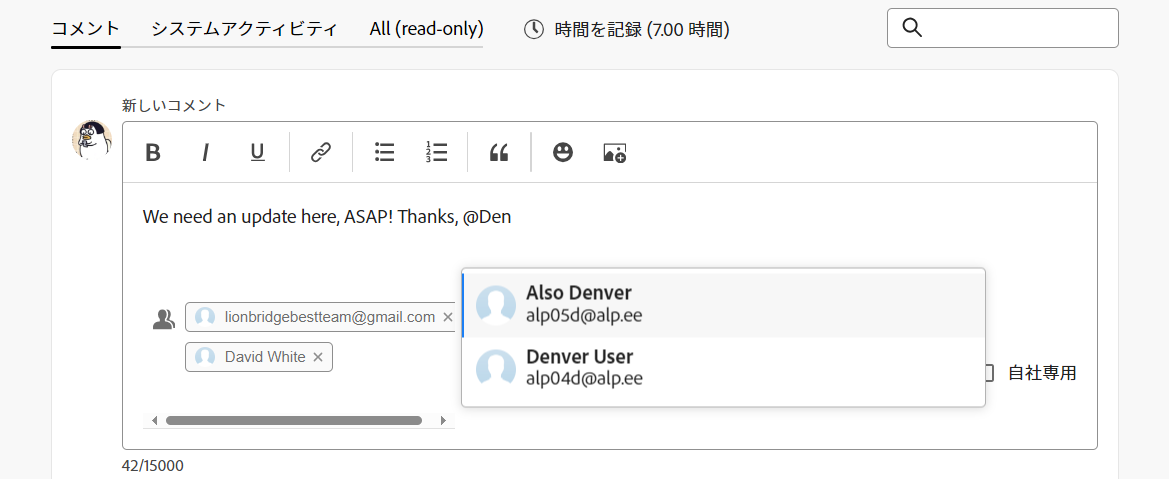 コメント システムアクティビティ All (read-only) 時間を記録 (7.00 時間)
新しいコメント
B I U
We need an update here, ASAP! Thanks, @Den
Also Denver
alp05d@alp.ee
lionbridgebestteam@gmail.com ×
Denver User
alp04d@alp.ee
David White ×
自社専用
42/15000